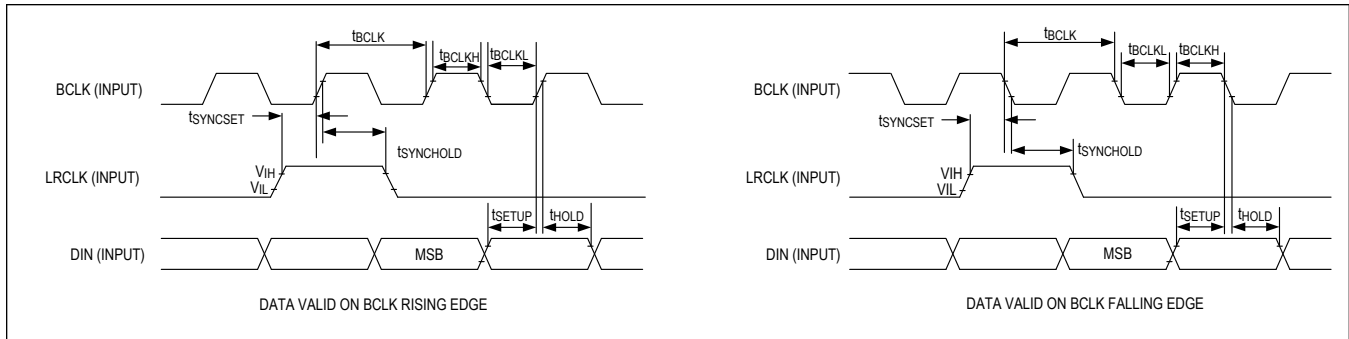 tBCLK
tBCLKH
tBCLKL
BCLK (INPUT)
tSYNCSET
tSYNCHOLD
VIH
VIL
LRCLK (INPUT)
tSETUP
tHOLD
DIN (INPUT)
MSB
DATA VALID ON BCLK RISING EDGE
tBCLK
tBCLKL
tBCLKH
BCLK (INPUT)
tSYNCSET
tSYNCHOLD
VIH
VIL
LRCLK (INPUT)
tSETUP
tHOLD
DIN (INPUT)
MSB
DATA VALID ON BCLK FALLING EDGE